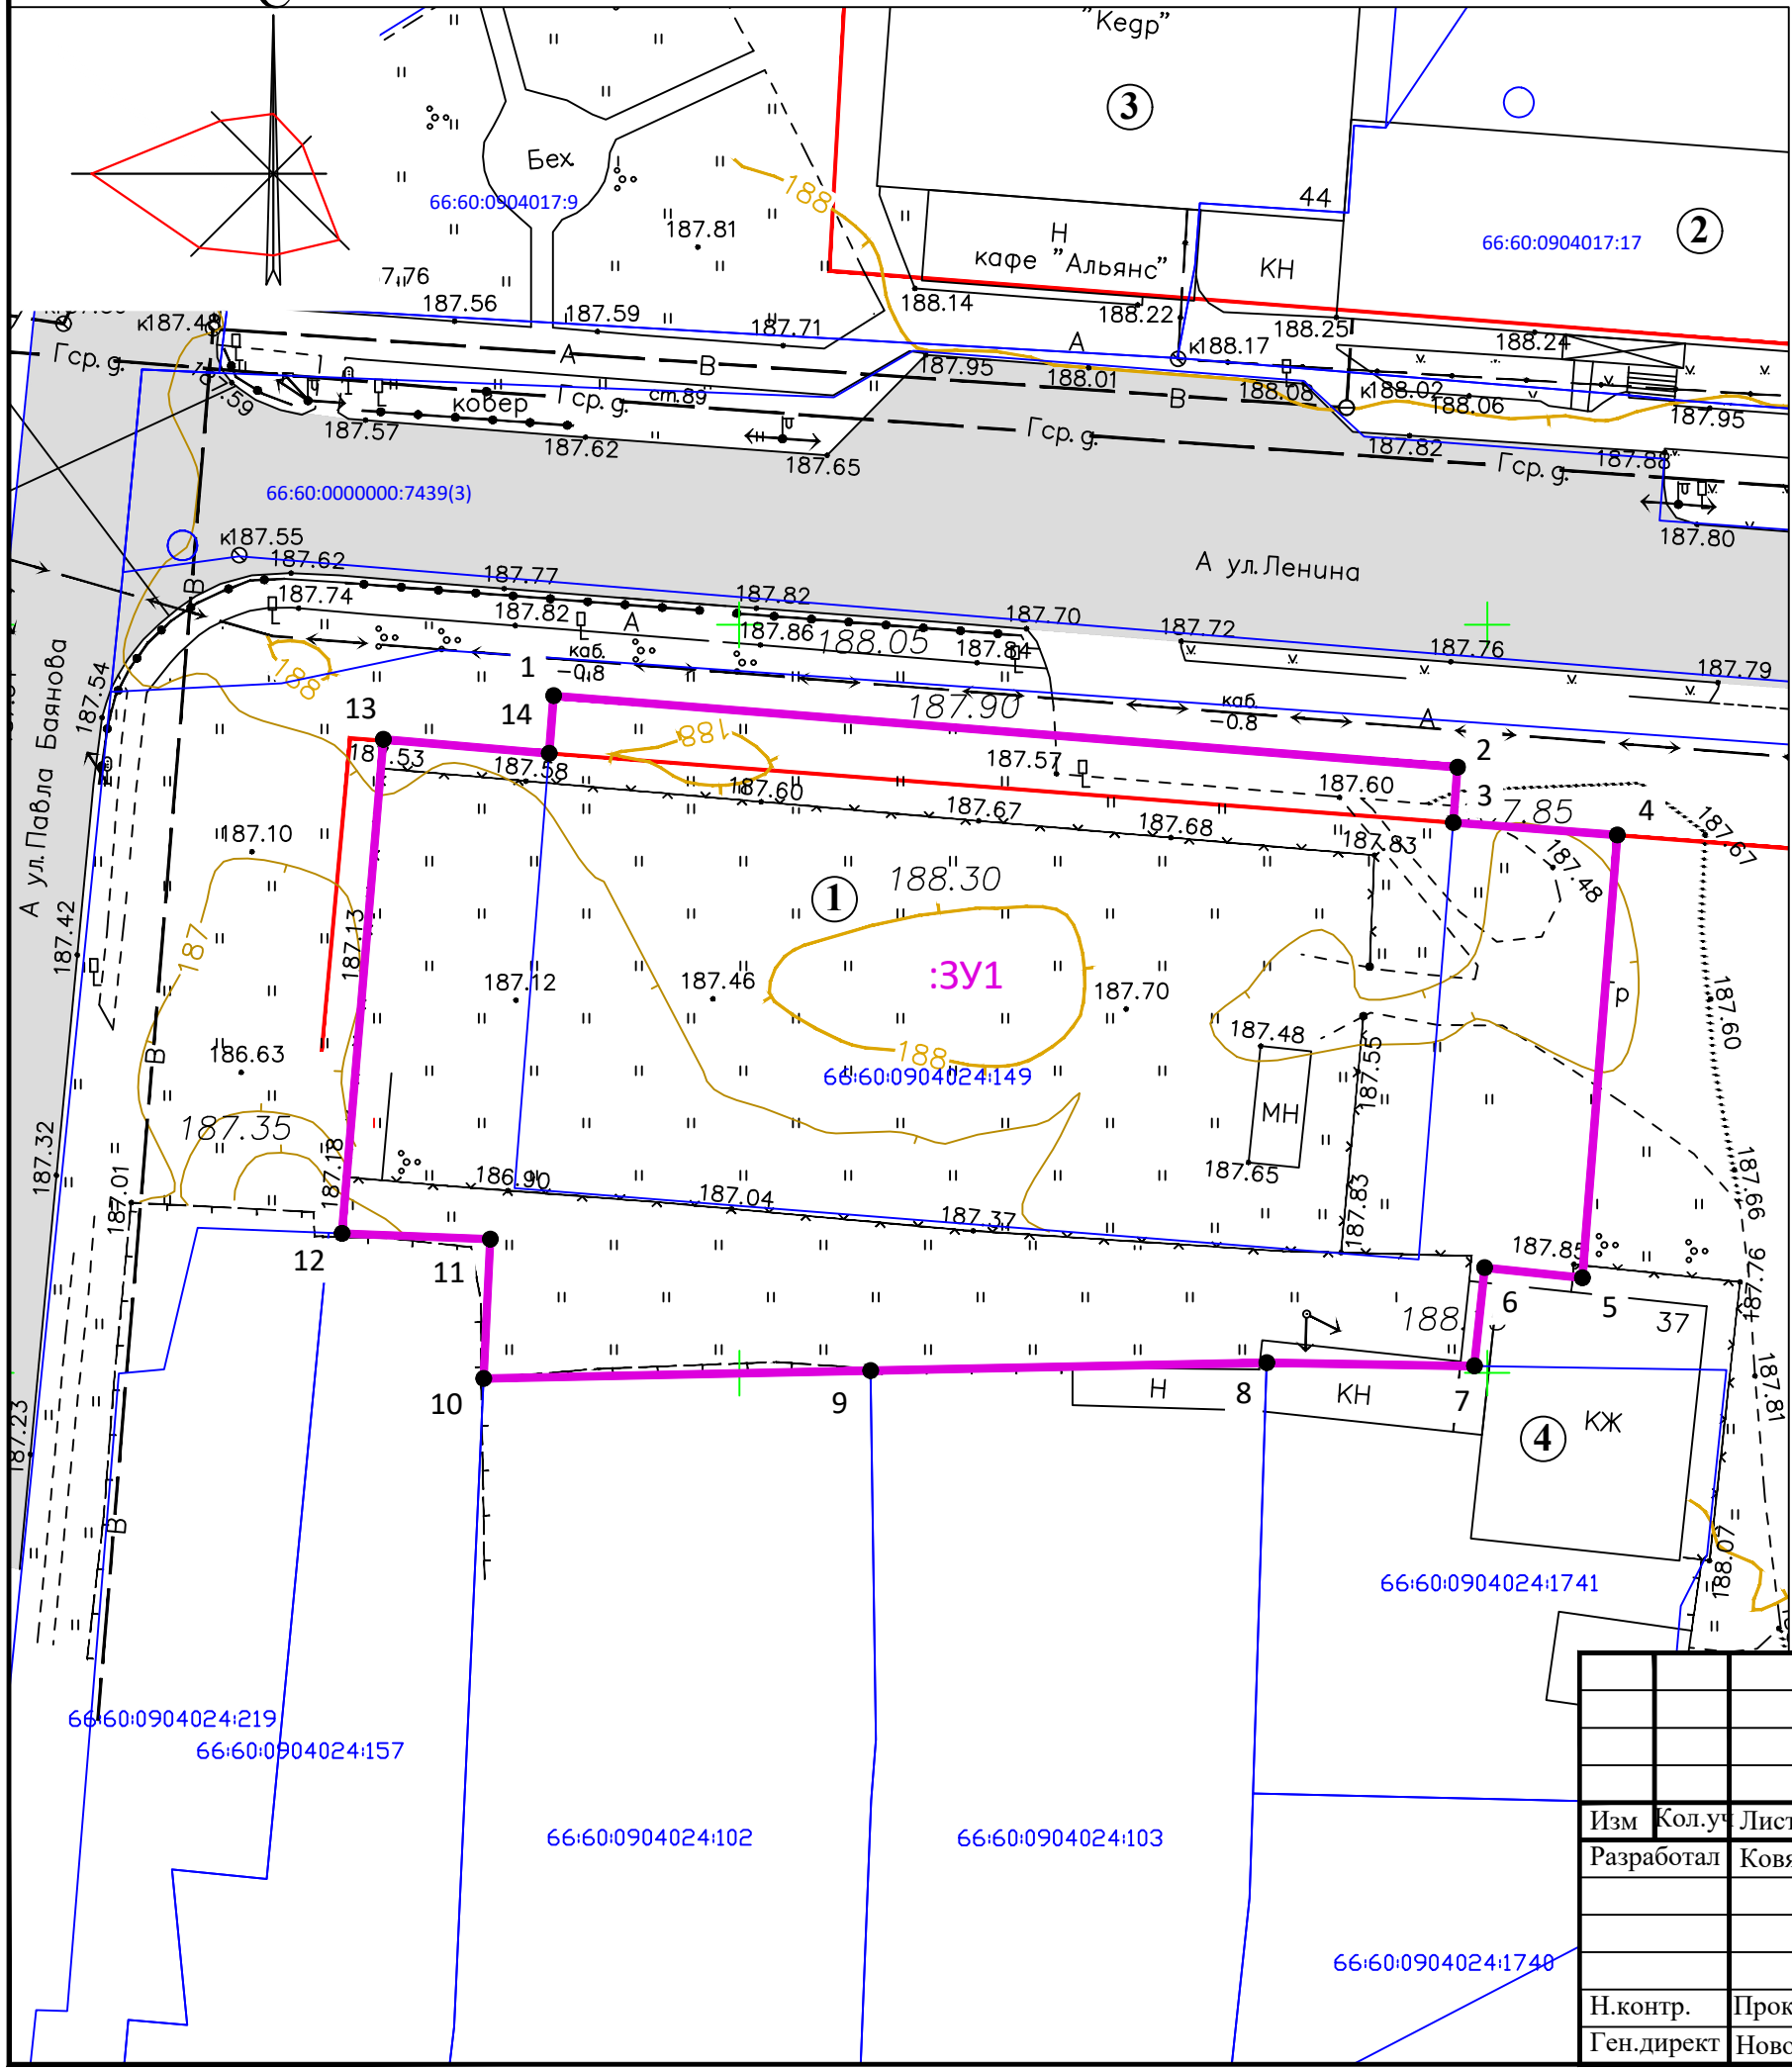 "Кедр"
3
Бех.
44
66:60:0904017:9
187.81
188
Н
кафе "Альянс"
КН
66:60:0904017:17
2
7.76
187.56
187.59
187.71
188.14
188.22
188.25
188.24
к187.48
к188.17
Гср. д.
А
В
А
187.95
188.01
188.08
к188.02
188.06
187.95
187.59
кобер
Гср. д.
ст.89
В
187.57
187.62
187.65
Гср. д.
187.82
Гср. д.
187.88
66:60:0000000:7439(3)
187.80
к187.55
187.62
187.77
А ул.Ленина
В
187.74
187.82
187.82
187.70
А
187.86
188.05
187.84
187.72
187.76
187.79
187.54
188
каб.
-0.8
1
13
14
187.90
каб.
-0.8
А
2
188
187.53
187.58
187.60
187.57
187.60
3
7.85
4
187.67
187.67
187.68
187.83
187.48
А ул.Павла Баянова
187.10
188.30
1
187.42
187
187.13
187.12
187.46
:ЗУ1
187.70
р
187.60
В
186.63
188
66:60:0904024:149
187.48
187.55
МН
187.35
187.32
187.01
187.18
186.90
187.04
187.37
187.65
187.83
187.66
12
11
187.85
6
5
37
187.76
188.
10
9
Н
8
КН
7
4
КЖ
187.81
187.23
В
188.07
66:60:0904024:1741
66:60:0904024:219
66:60:0904024:157
66:60:0904024:102
66:60:0904024:103
66:60:0904024:1740
Изм Кол.уч Лист
Разработал Ковя
Н.контр. Прок
Ген.директ Ново